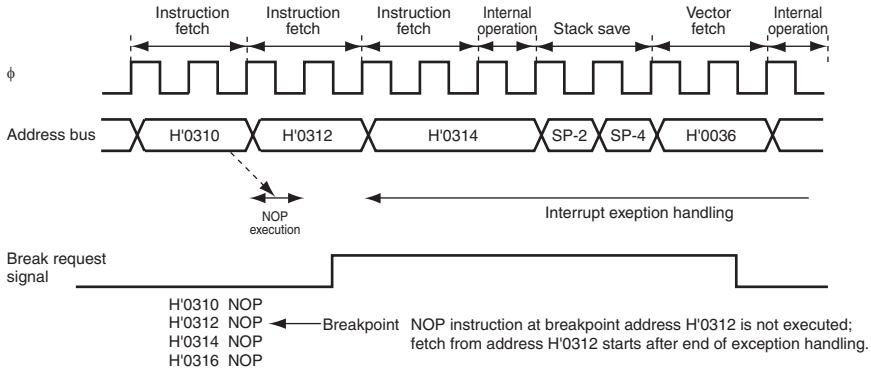 Instruction fetch
Instruction fetch
Instruction fetch
Internal operation
Stack save
Vector fetch
Internal operation
φ
Address bus
H'0310
H'0312
H'0314
SP-2
SP-4
H'0036
NOP execution
Interrupt exeption handling
Break request signal
H'0310 NOP
H'0312 NOP
H'0314 NOP
H'0316 NOP
Breakpoint
NOP instruction at breakpoint address H'0312 is not executed;
fetch from address H'0312 starts after end of exception handling.